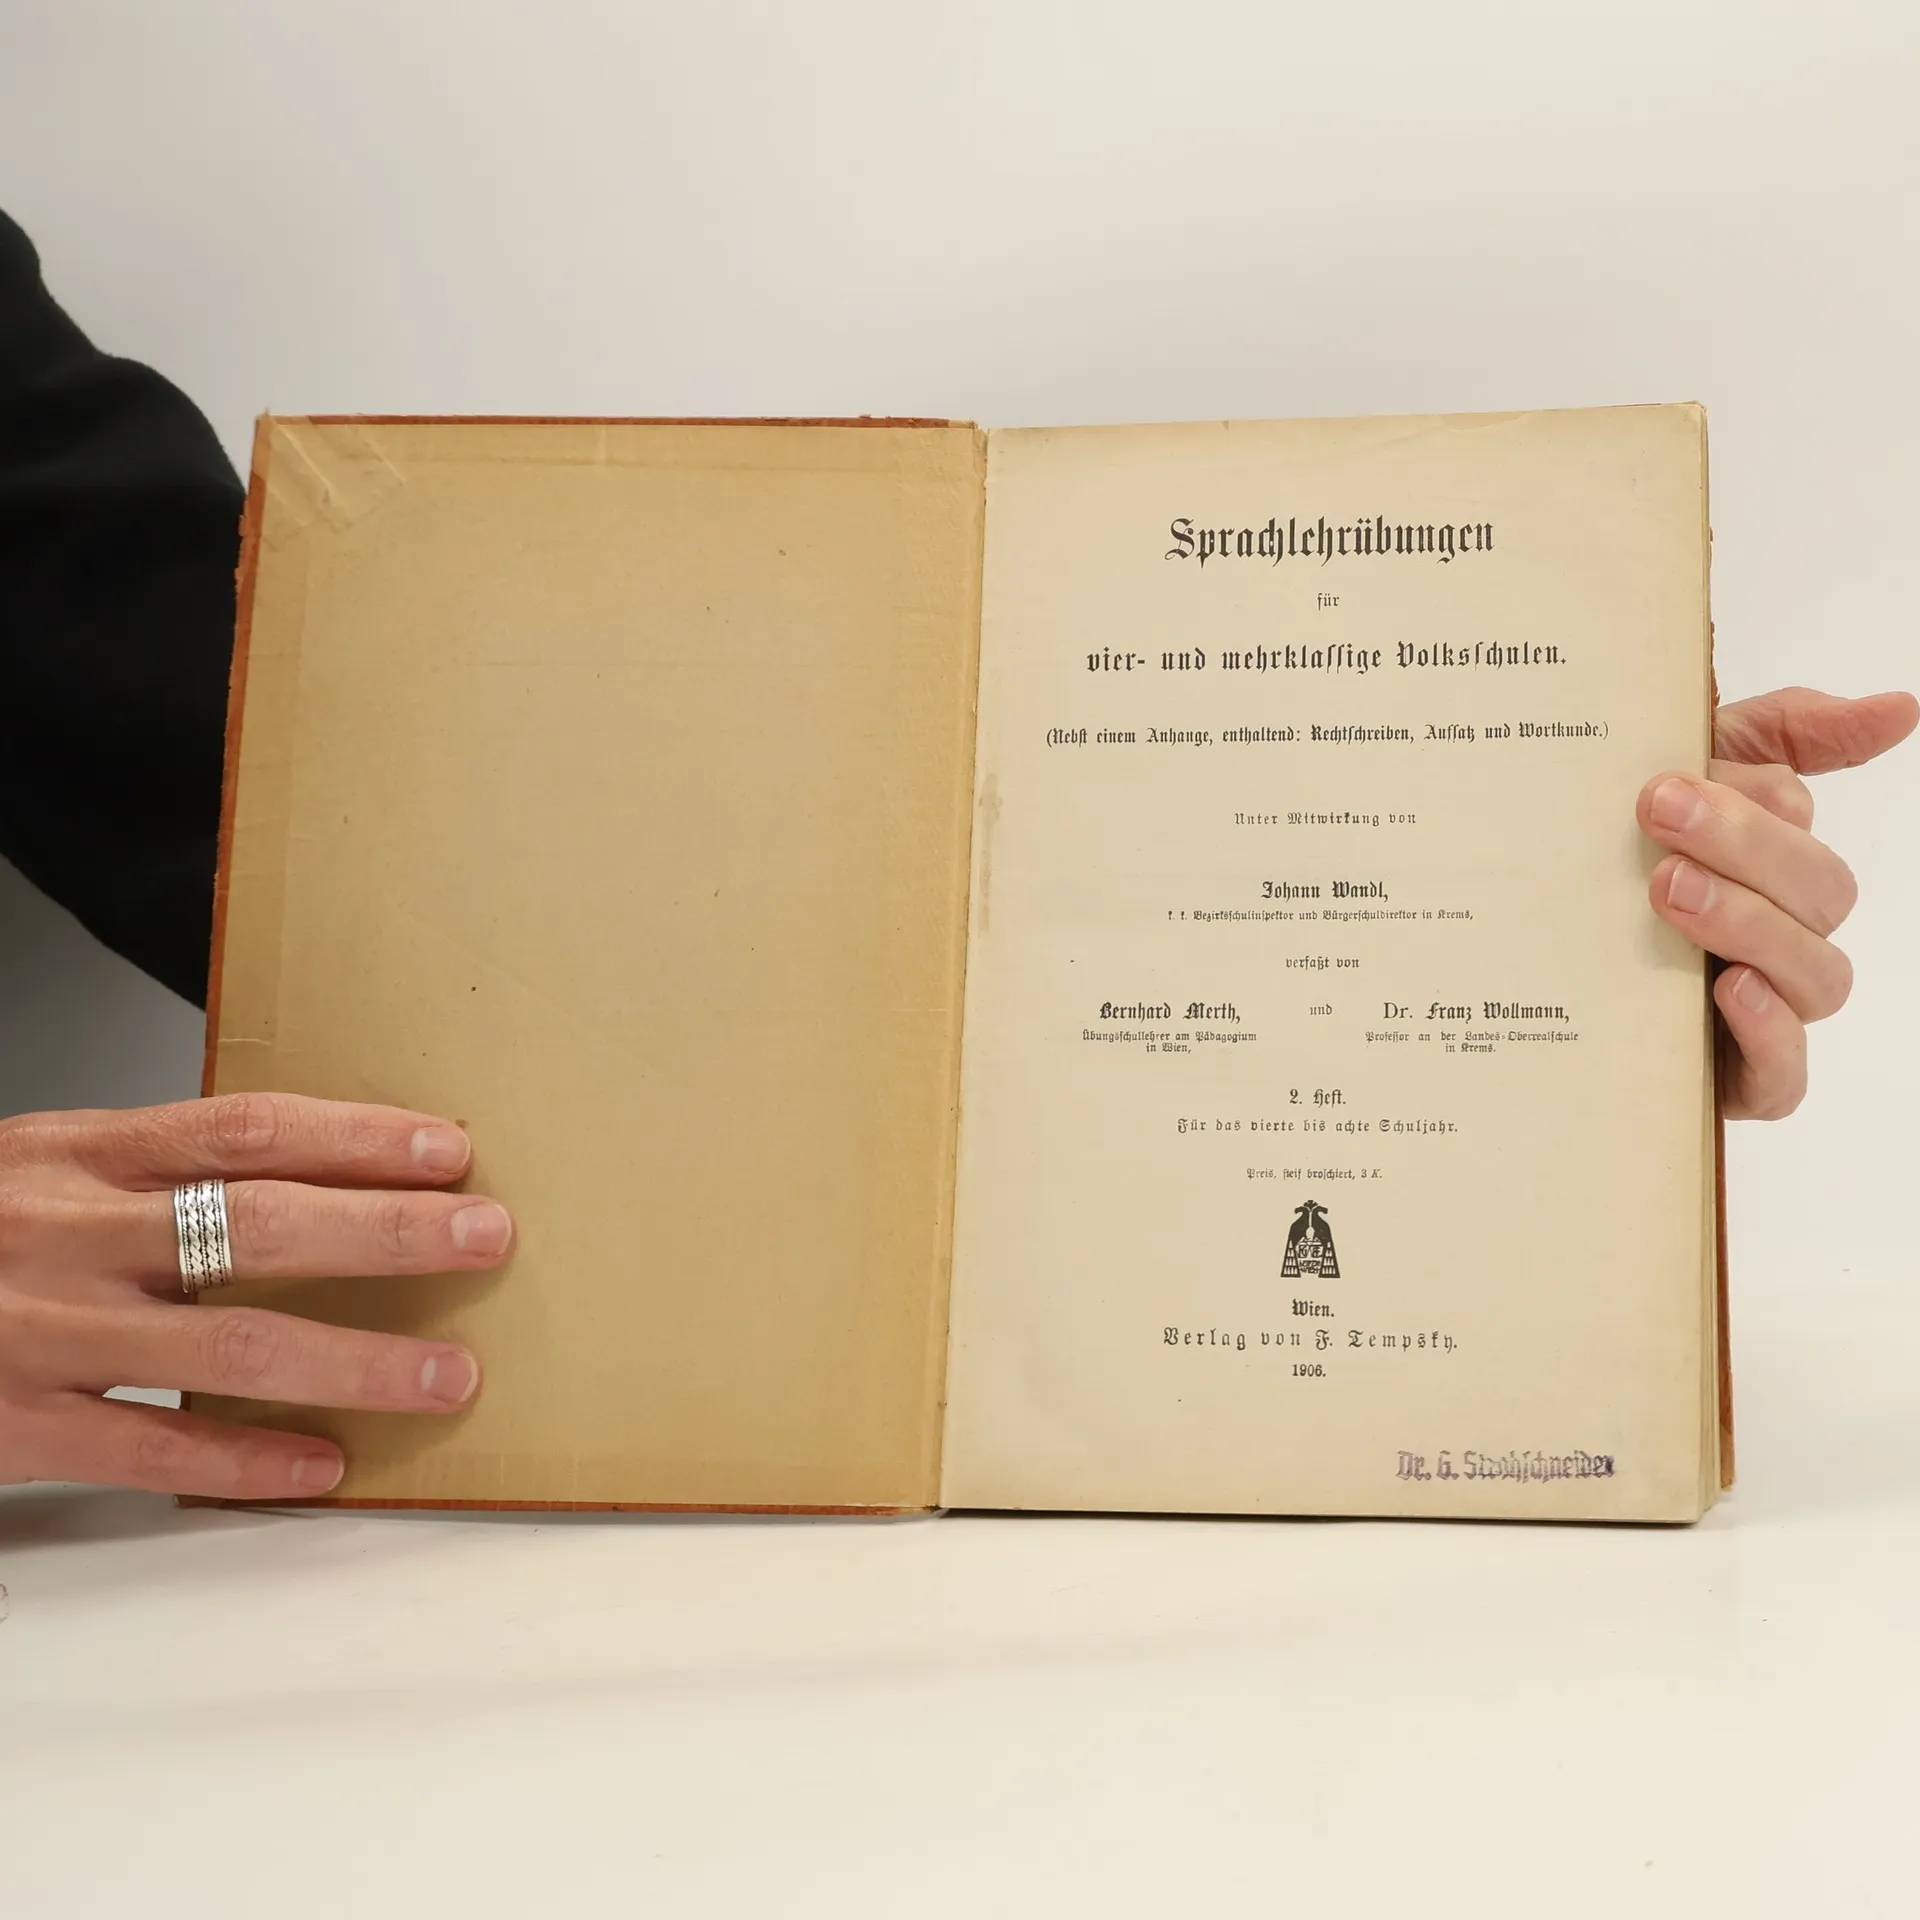 Sprachlehrübungen
für
vier- und mehrklassige Volksschulen.
(Nebst einem Anhange, enthaltend: Rechtschreiben, Aufsatz und Wortkunde.)
Unter Mitwirkung von
Johann Wandl,
k. k. Bezirksschulinspektor und Bürgerschuldirektor in Krems,
verfaßt von
Bernhard Merth, und Dr. Franz Wollmann,
Übungsschullehrer am Pädagogium Professor an der Landes-Oberrealschule
in Wien, in Krems.
2. Heft.
Für das vierte bis achte Schuljahr.
Preis, steif broschiert, 3 K.
Wien.
Verlag von F. Tempsky.
1906.
Dr. G. Strohschneider